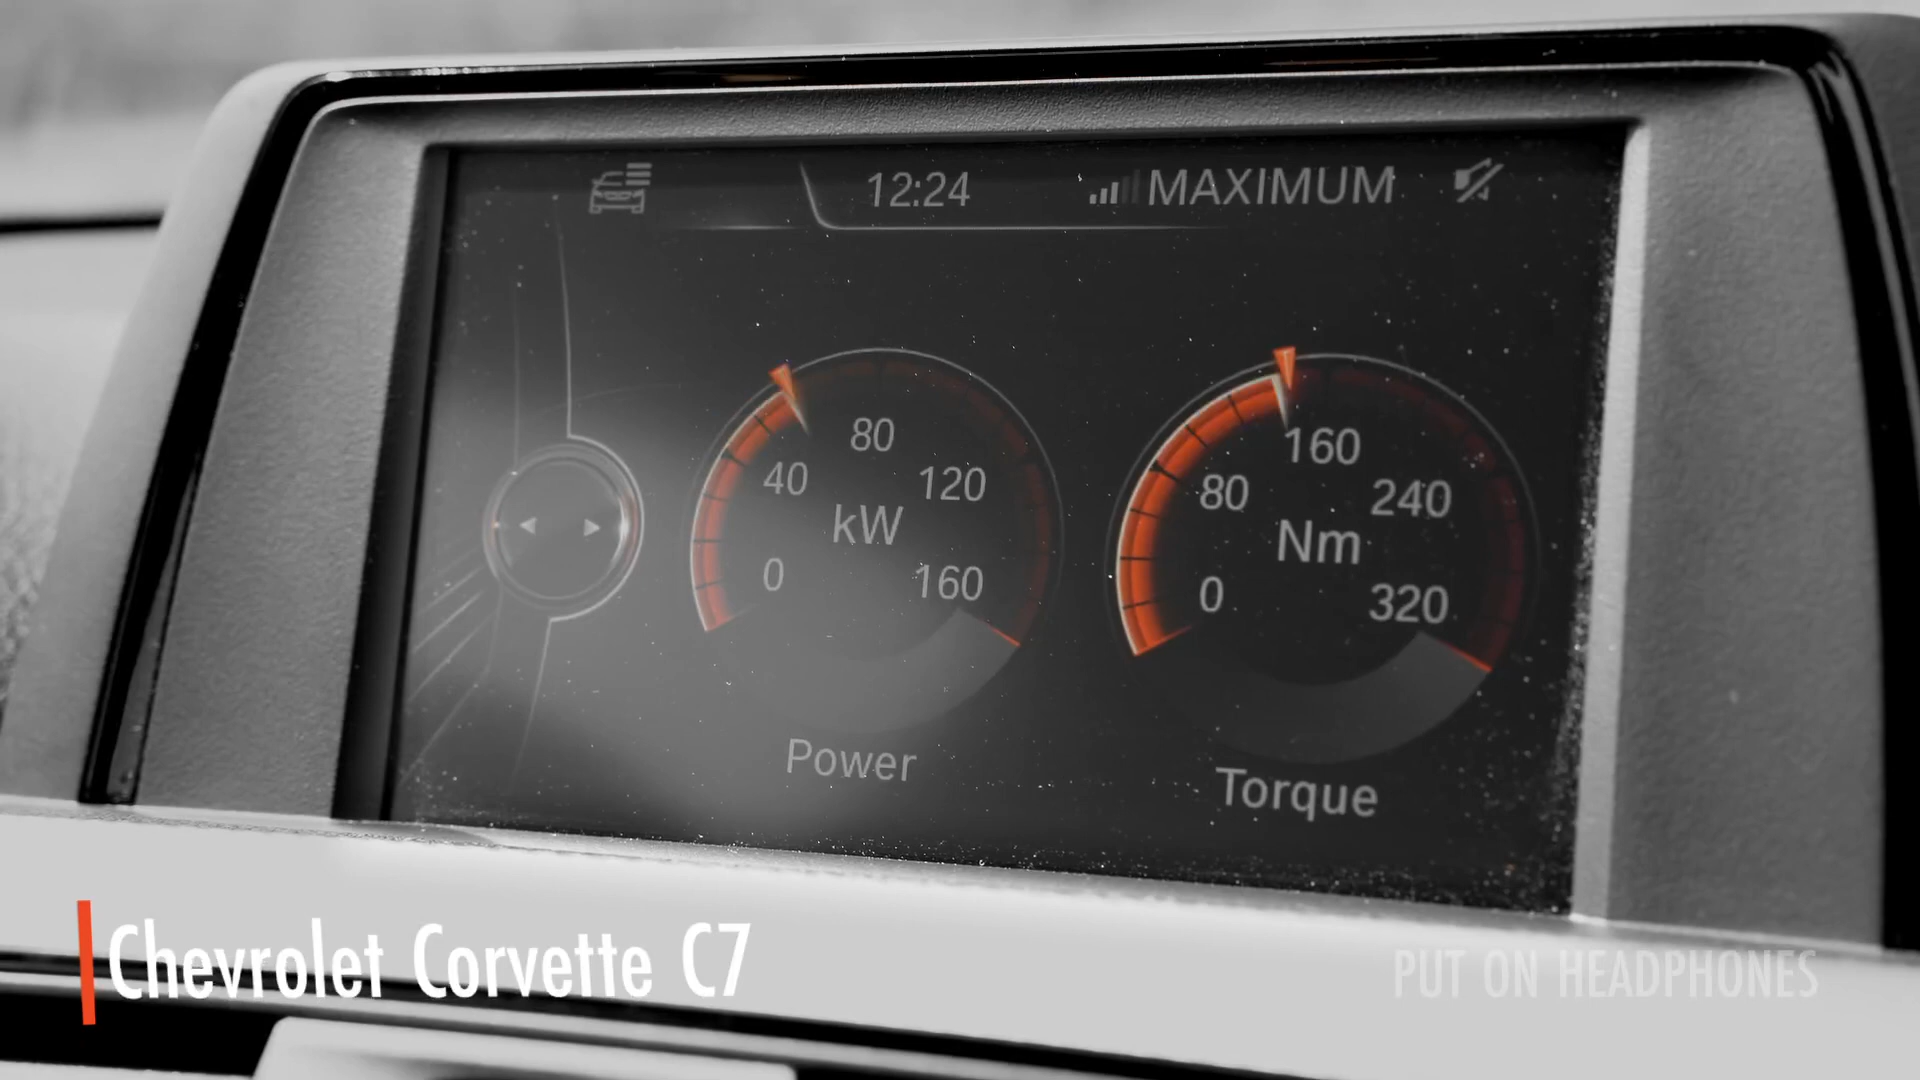 12:24 MAXIMUM
80
40 120
kW
0 160
Power
160
80 240
Nm
0 320
Torque
Chevrolet Corvette C7
PUT ON HEADPHONES